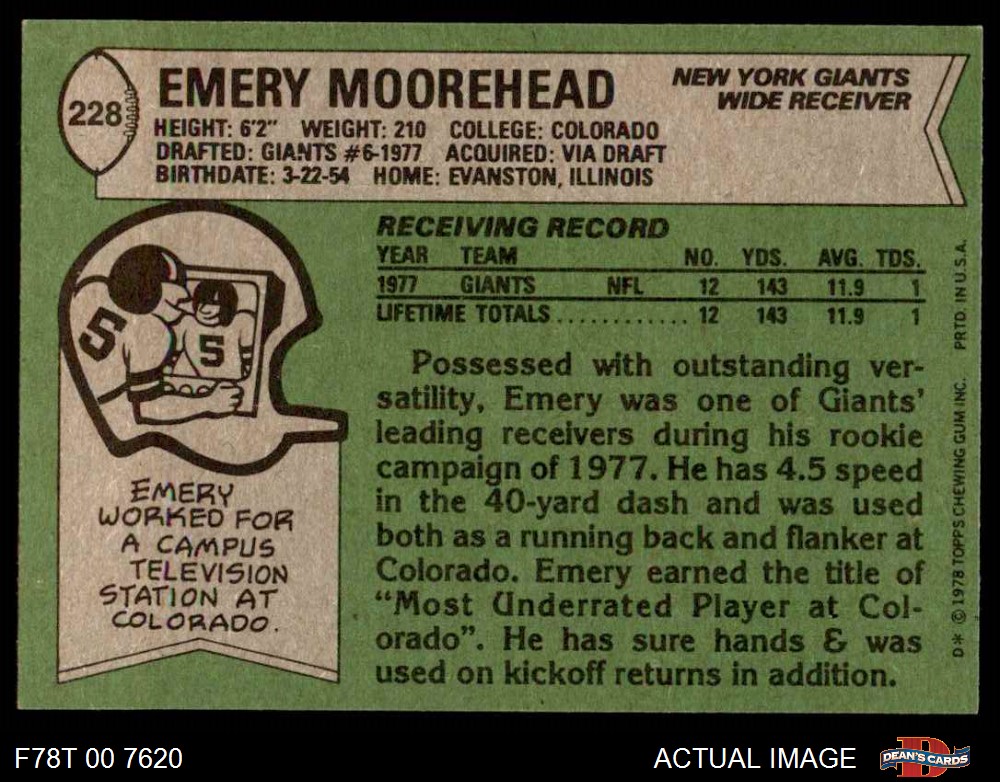 228
EMERY MOOREHEAD
NEW YORK GIANTS
WIDE RECEIVER
HEIGHT: 6'2" WEIGHT: 210 COLLEGE: COLORADO
DRAFTED: GIANTS #6-1977 ACQUIRED: VIA DRAFT
BIRTHDATE: 3-22-54 HOME: EVANSTON, ILLINOIS
RECEIVING RECORD
YEAR TEAM NO. YDS. AVG. TDS.
1977 GIANTS NFL 12 143 11.9 1
LIFETIME TOTALS............ 12 143 11.9 1
5
5
EMERY
WORKED FOR
A CAMPUS
TELEVISION
STATION AT
COLORADO.
Possessed with outstanding ver-
satility, Emery was one of Giants'
leading receivers during his rookie
campaign of 1977. He has 4.5 speed
in the 40-yard dash and was used
both as a running back and flanker at
Colorado. Emery earned the title of
"Most Underrated Player at Col-
orado". He has sure hands & was
used on kickoff returns in addition.
D* © 1978 TOPPS CHEWING GUM INC. PRTD. IN U.S.A.
F78T 00 7620
ACTUAL IMAGE
D
DEAN'S CARDS